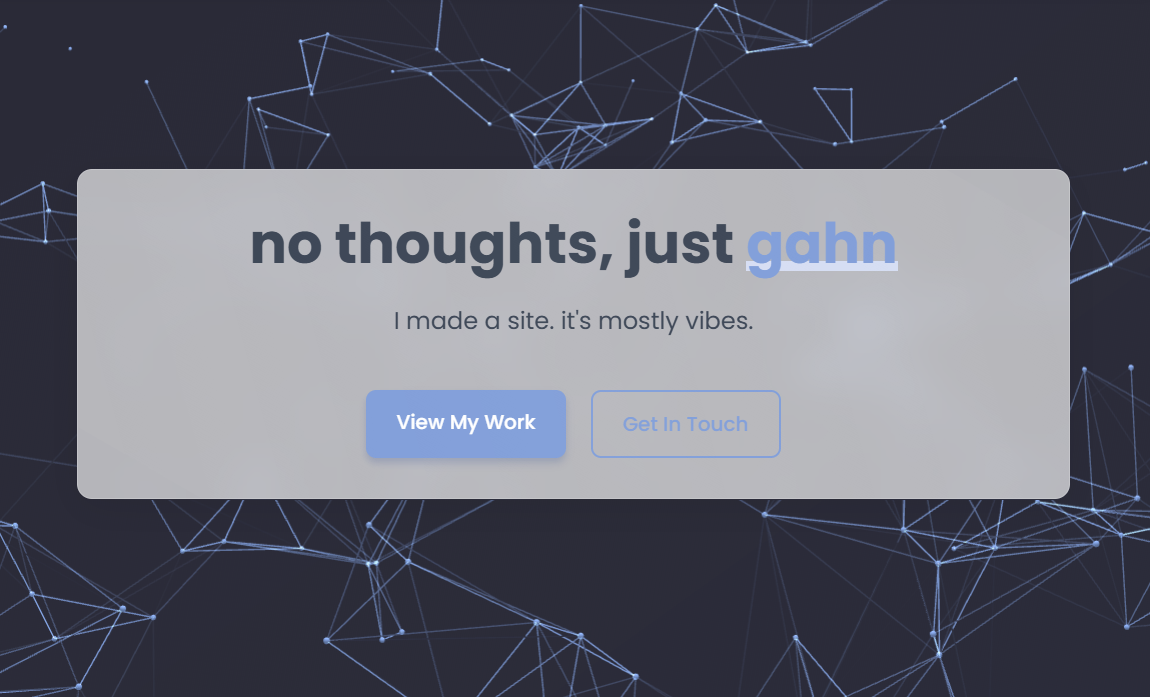 no thoughts, just gahn
I made a site. it's mostly vibes.
View My Work
Get In Touch